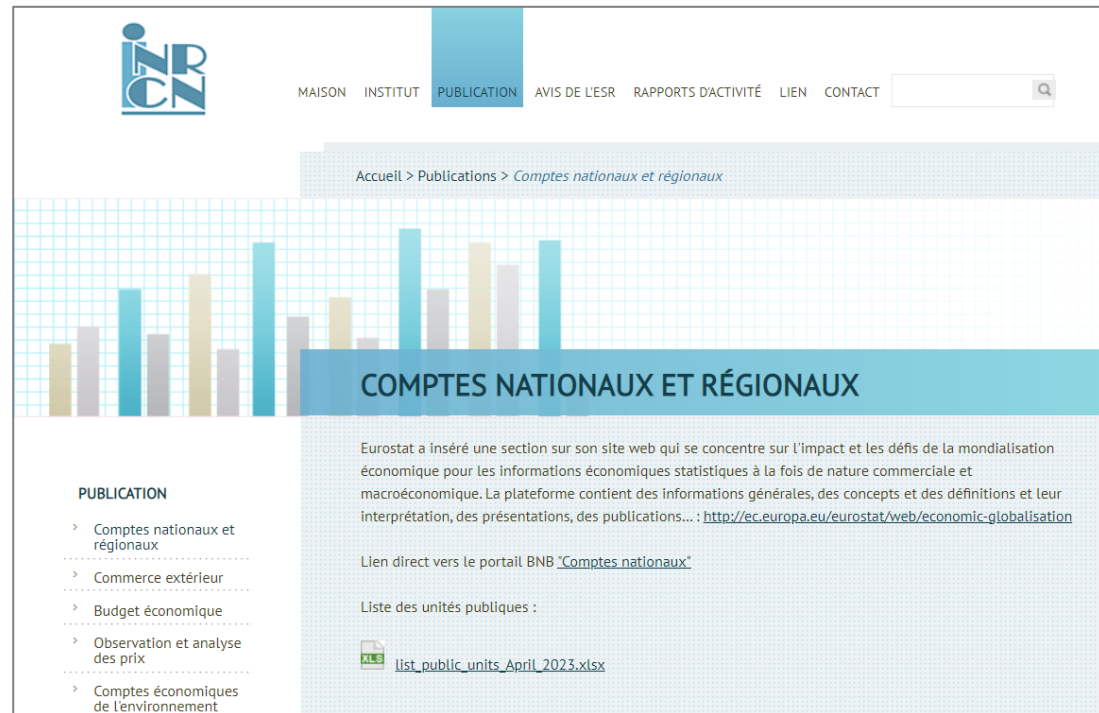 iNR
CN
MAISON INSTITUT PUBLICATION AVIS DE L'ESR RAPPORTS D'ACTIVITÉ LIEN CONTACT
Accueil > Publications > Comptes nationaux et régionaux
COMPTES NATIONAUX ET RÉGIONAUX
Eurostat a inséré une section sur son site web qui se concentre sur l'impact et les défis de la mondialisation
économique pour les informations économiques statistiques à la fois de nature commerciale et
macroéconomique. La plateforme contient des informations générales, des concepts et des définitions et leur
interprétation, des présentations, des publications... : http://ec.europa.eu/eurostat/web/economic-globalisation
Lien direct vers le portail BNB "Comptes nationaux"
Liste des unités publiques :
XLS list_public_units_April_2023.xlsx
PUBLICATION
> Comptes nationaux et
régionaux
> Commerce extérieur
> Budget économique
> Observation et analyse
des prix
> Comptes économiques
de l'environnement